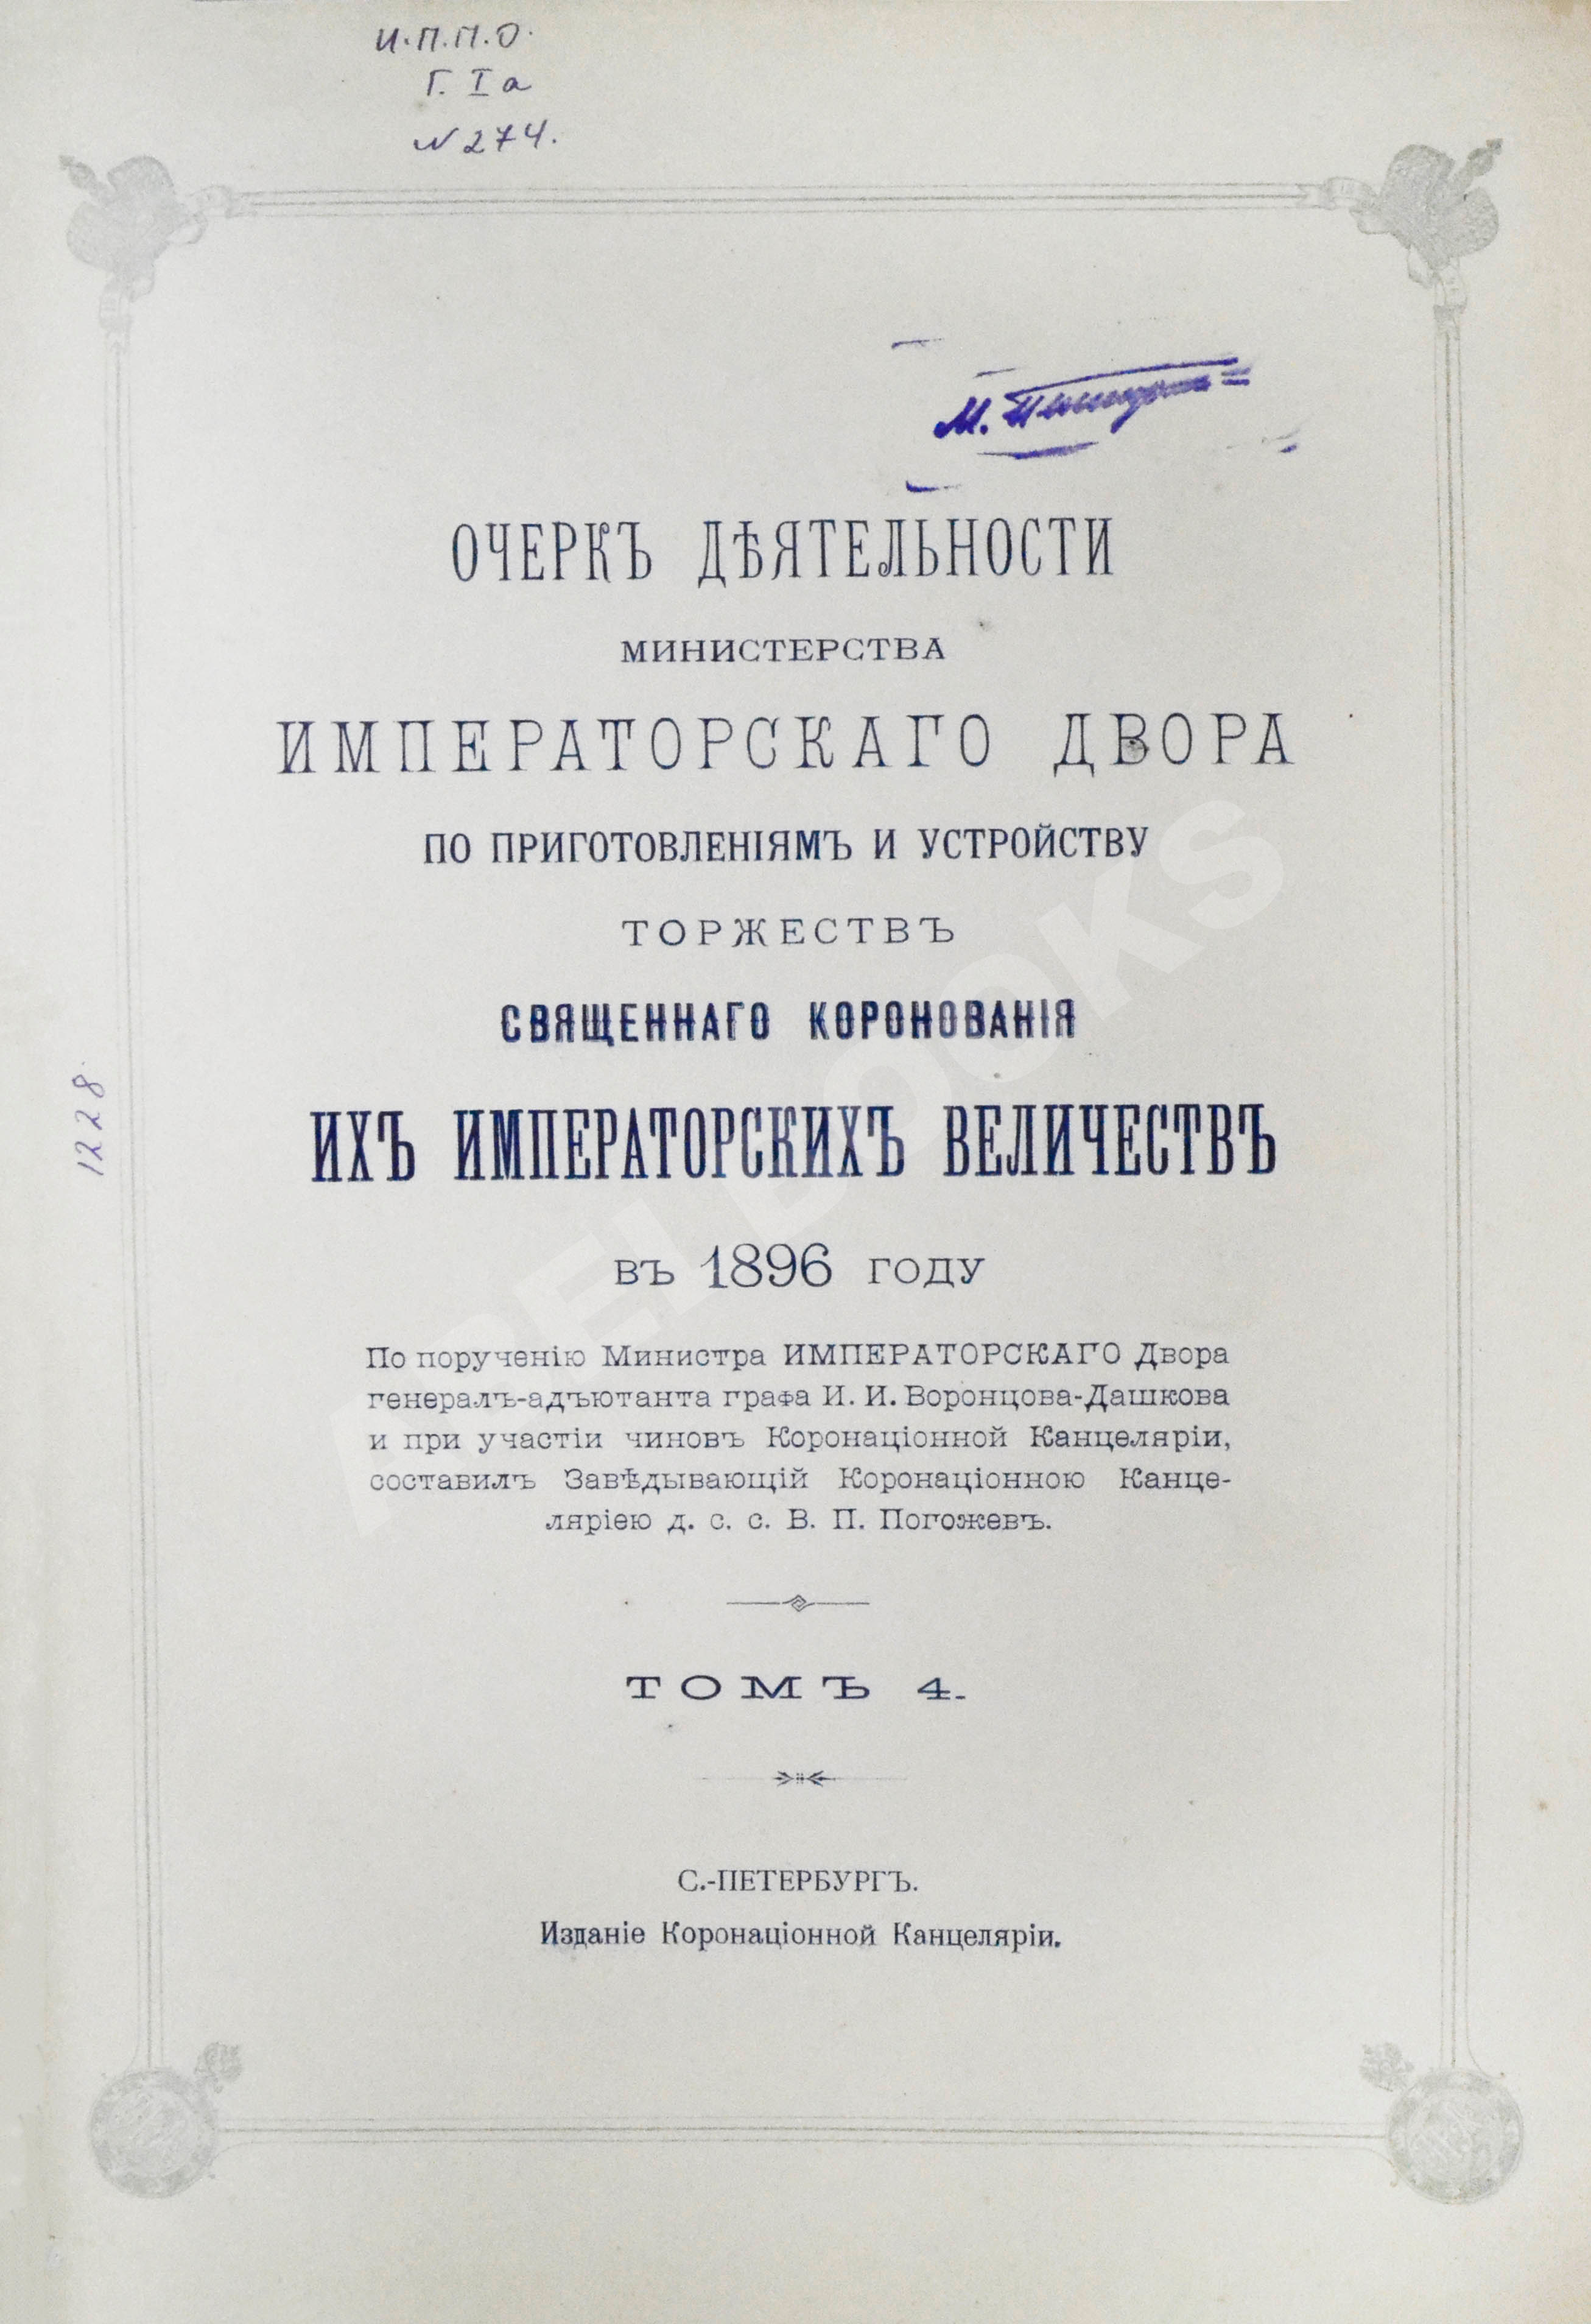 И.П.П.О.
Г. Iа
N 274.
М.
ОЧЕРКЪ ДѢЯТЕЛЬНОСТИ
МИНИСТЕРСТВА
ИМПЕРАТОРСКАГО ДВОРА
ПО ПРИГОТОВЛЕНІЯМЪ И УСТРОЙСТВУ
ТОРЖЕСТВЪ
СВЯЩЕННАГО КОРОНОВАНІЯ
ИХЪ ИМПЕРАТОРСКИХЪ ВЕЛИЧЕСТВЪ
ВЪ 1896 ГОДУ
1228
По порученію Министра ИМПЕРАТОРСКАГО Двора
генералъ-адъютанта графа И. И. Воронцова-Дашкова
и при участіи чиновъ Коронаціонной Канцеляріи,
составилъ Завѣдывающій Коронаціонною Канце-
ляріею д. с. с. В. П. Погожевъ.
ТОМЪ 4.
С.-ПЕТЕРБУРГЪ.
Изданіе Коронаціонной Канцеляріи.